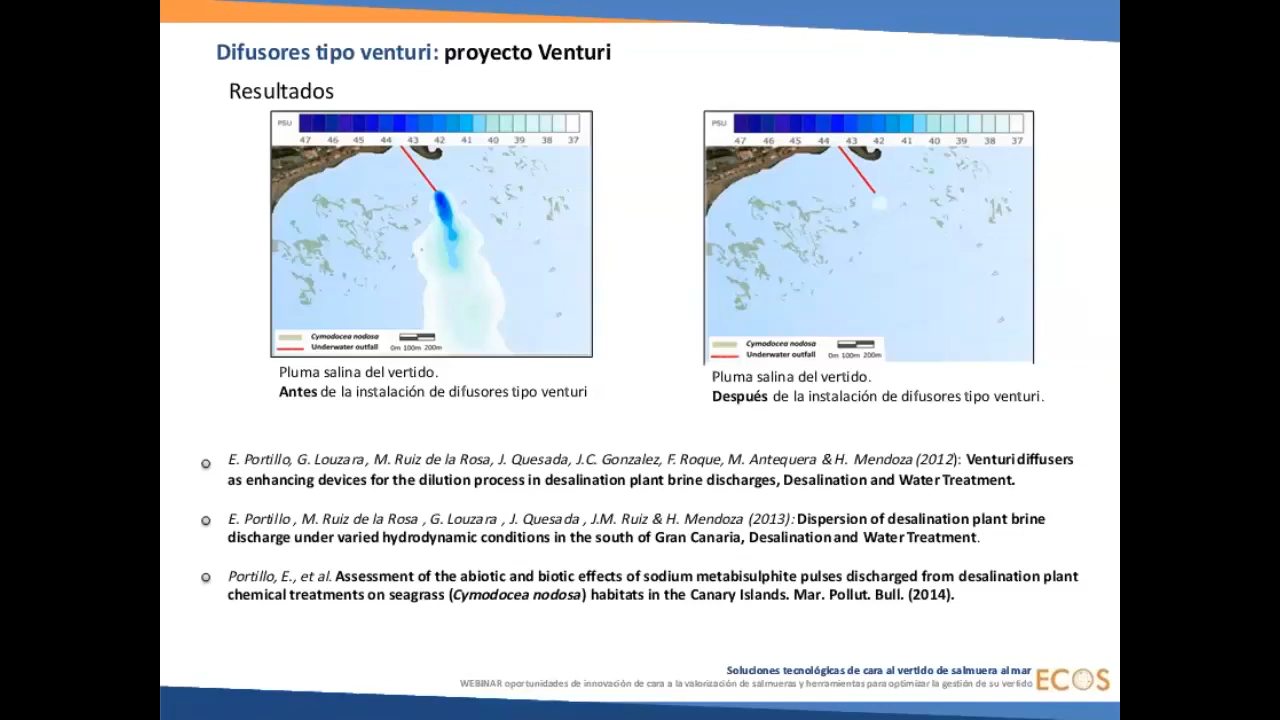 Difusores tipo venturi: proyecto Venturi
Resultados
PSU
47 46 45 44 43 42 41 40 39 38 37
Cymodocea nodosa
Underwater outfall 0m 100m 200m
Pluma salina del vertido.
Antes de la instalación de difusores tipo venturi
PSU
47 46 45 44 43 42 41 40 39 38 37
Cymodocea nodosa
Underwater outfall 0m 100m 200m
Pluma salina del vertido.
Después de la instalación de difusores tipo venturi.
E. Portillo, G. Louzara, M. Ruiz de la Rosa, J. Quesada, J.C. Gonzalez, F. Roque, M. Antequera & H. Mendoza (2012): Venturi diffusers
as enhancing devices for the dilution process in desalination plant brine discharges, Desalination and Water Treatment.
E. Portillo , M. Ruiz de la Rosa , G. Louzara , J. Quesada , J.M. Ruiz & H. Mendoza (2013): Dispersion of desalination plant brine
discharge under varied hydrodynamic conditions in the south of Gran Canaria, Desalination and Water Treatment.
Portillo, E., et al. Assessment of the abiotic and biotic effects of sodium metabisulphite pulses discharged from desalination plant
chemical treatments on seagrass (Cymodocea nodosa) habitats in the Canary Islands. Mar. Pollut. Bull. (2014).
Soluciones tecnológicas de cara al vertido de salmuera al mar
WEBINAR oportunidades de innovación de cara a la valorización de salmueras y herramientas para optimizar la gestión de su vertido
ECOS